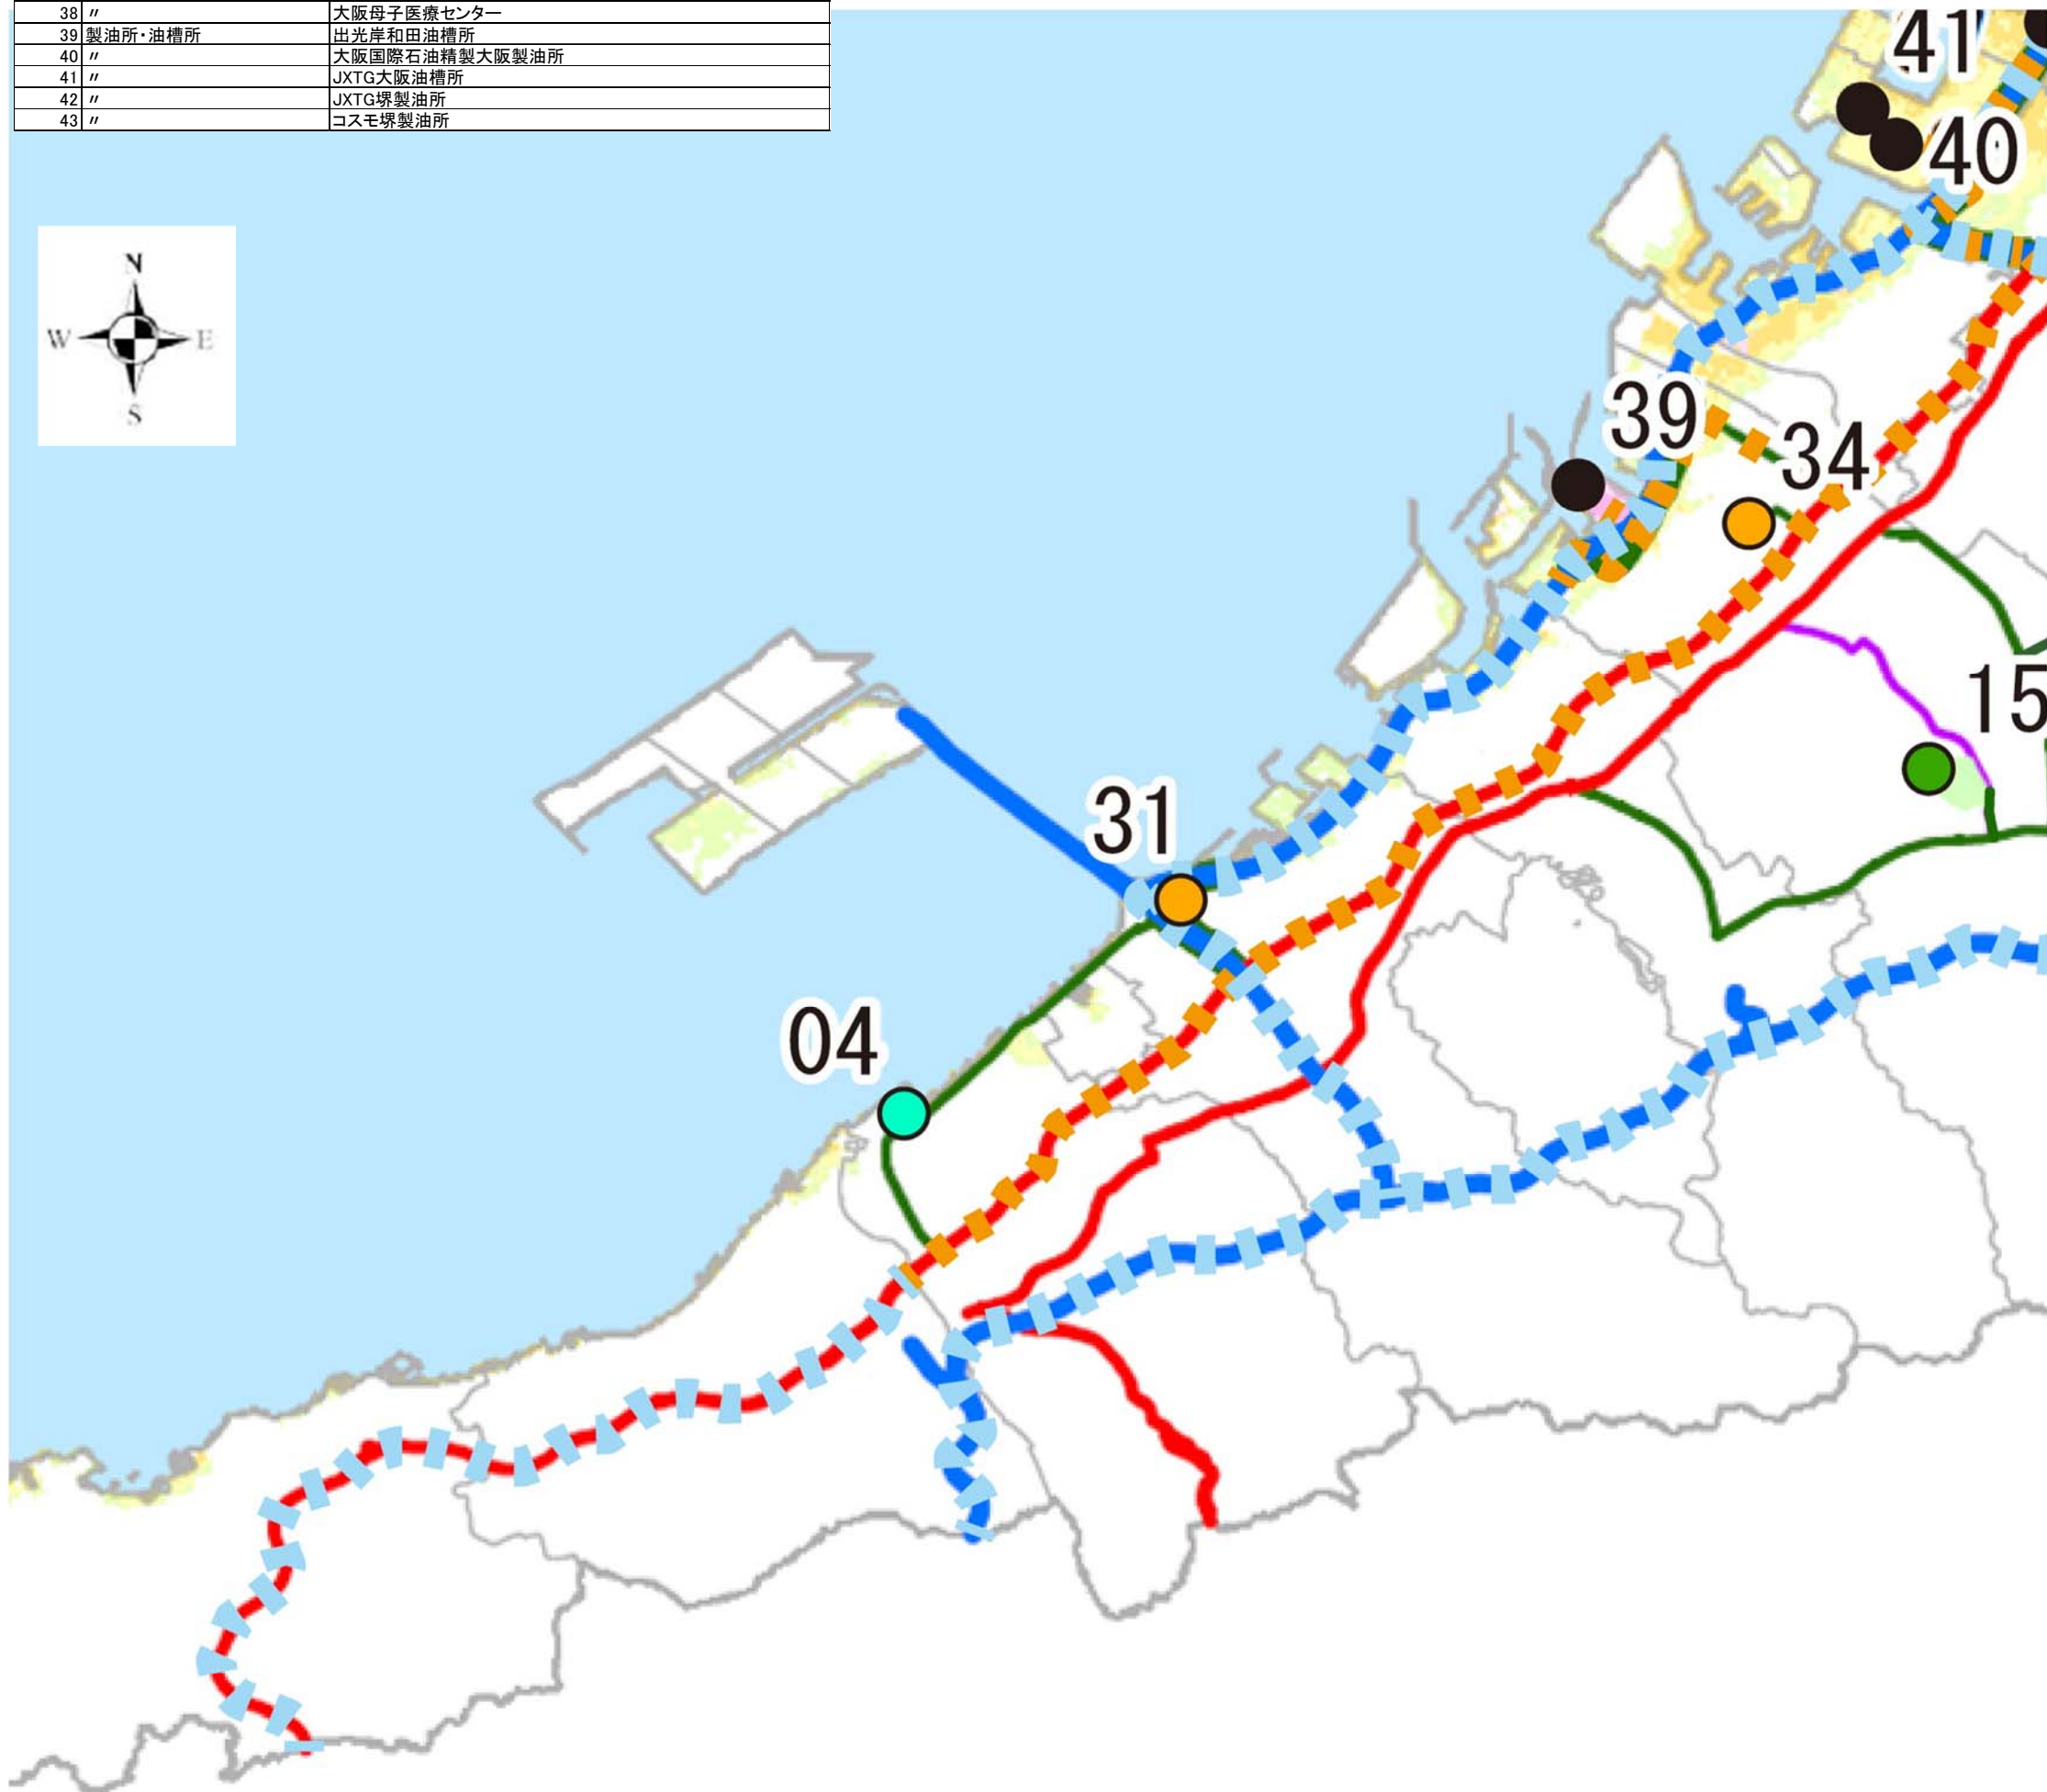 38 〃 大阪母子医療センター
39 製油所・油槽所 出光岸和田油槽所
40 〃 大阪国際石油精製大阪製油所
41 〃 JXTG大阪油槽所
42 〃 JXTG堺製油所
43 〃 コスモ堺製油所
41
40
N
W E
S
39
34
15
31
04